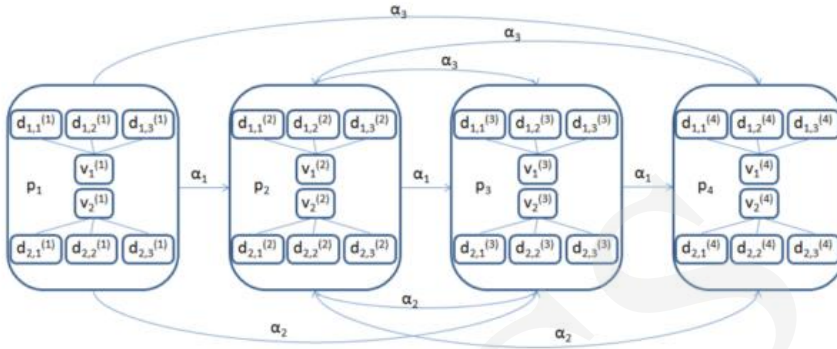 α₃
α₃
α₃
d₁,₁⁽¹⁾ d₁,₂⁽¹⁾ d₁,₃⁽¹⁾ d₁,₁⁽²⁾ d₁,₂⁽²⁾ d₁,₃⁽²⁾ d₁,₁⁽³⁾ d₁,₂⁽³⁾ d₁,₃⁽³⁾ d₁,₁⁽⁴⁾ d₁,₂⁽⁴⁾ d₁,₃⁽⁴⁾
v₁⁽¹⁾ v₁⁽²⁾ v₁⁽³⁾ v₁⁽⁴⁾
p₁ α₁ p₂ α₁ p₃ α₁ p₄
v₂⁽¹⁾ v₂⁽²⁾ v₂⁽³⁾ v₂⁽⁴⁾
d₂,₁⁽¹⁾ d₂,₂⁽¹⁾ d₂,₃⁽¹⁾ d₂,₁⁽²⁾ d₂,₂⁽²⁾ d₂,₃⁽²⁾ d₂,₁⁽³⁾ d₂,₂⁽³⁾ d₂,₃⁽³⁾ d₂,₁⁽⁴⁾ d₂,₂⁽⁴⁾ d₂,₃⁽⁴⁾
α₂
α₂ α₂